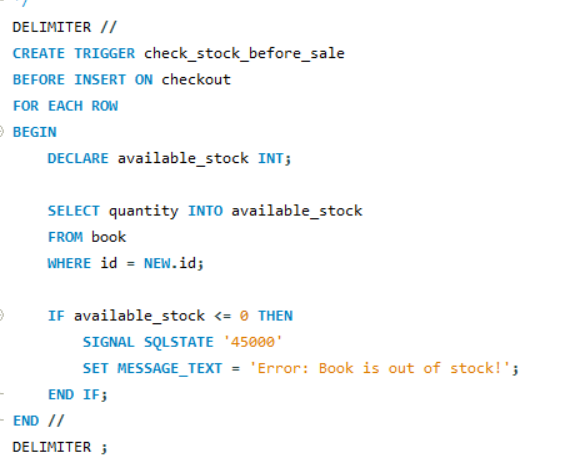 */
DELIMITER //
CREATE TRIGGER check_stock_before_sale
BEFORE INSERT ON checkout
FOR EACH ROW
BEGIN
    DECLARE available_stock INT;

    SELECT quantity INTO available_stock
    FROM book
    WHERE id = NEW.id;

    IF available_stock <= 0 THEN
        SIGNAL SQLSTATE '45000'
        SET MESSAGE_TEXT = 'Error: Book is out of stock!';
    END IF;
END //
DELIMITER ;